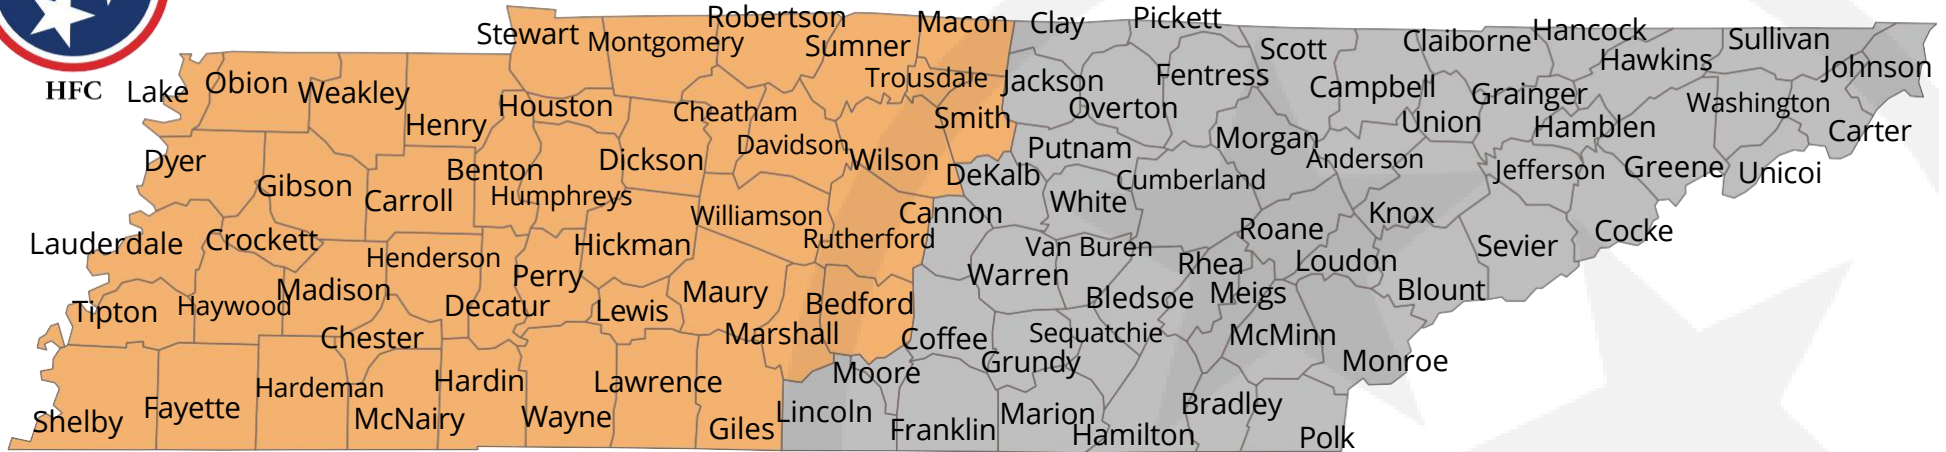 HFC
Lake
Obion
Weakley
Henry
Stewart
Montgomery
Robertson
Sumner
Macon
Clay
Pickett
Scott
Claiborne
Hancock
Hawkins
Sullivan
Johnson
Trousdale
Jackson
Fentress
Campbell
Grainger
Washington
Houston
Cheatham
Smith
Overton
Union
Hamblen
Carter
Dyer
Gibson
Carroll
Benton
Humphreys
Dickson
Davidson
Wilson
DeKalb
Putnam
Morgan
Anderson
Jefferson
Greene
Unicoi
Cumberland
White
Cannon
Williamson
Rutherford
Hickman
Lauderdale
Crockett
Henderson
Perry
Van Buren
Roane
Knox
Sevier
Cocke
Warren
Rhea
Loudon
Blount
Tipton
Haywood
Madison
Decatur
Lewis
Maury
Bedford
Bledsoe
Meigs
Chester
Marshall
Coffee
Sequatchie
McMinn
Grundy
Monroe
Moore
Shelby
Fayette
Hardeman
McNairy
Hardin
Wayne
Lawrence
Giles
Lincoln
Franklin
Marion
Hamilton
Bradley
Polk